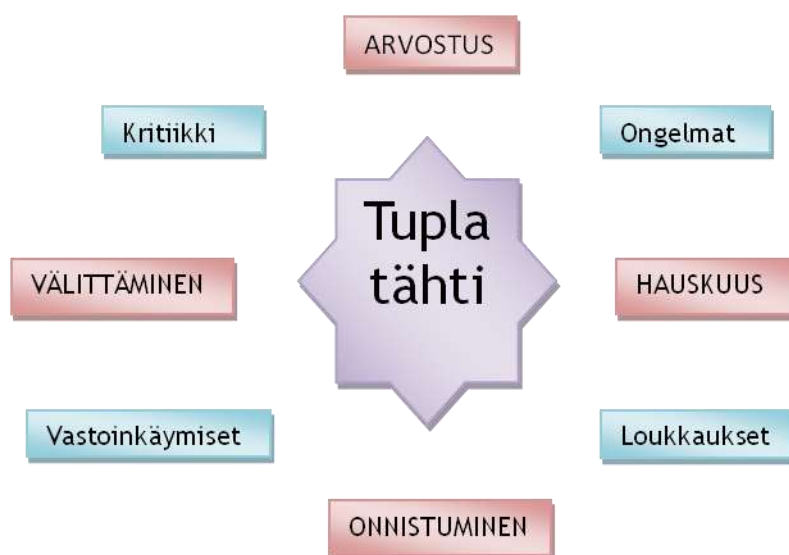 ARVOSTUS
Kritiikki
Ongelmat
Tupla
tähti
VÄLITTÄMINEN
HAUSKUUS
Vastoinkäymiset
Loukkaukset
ONNISTUMINEN